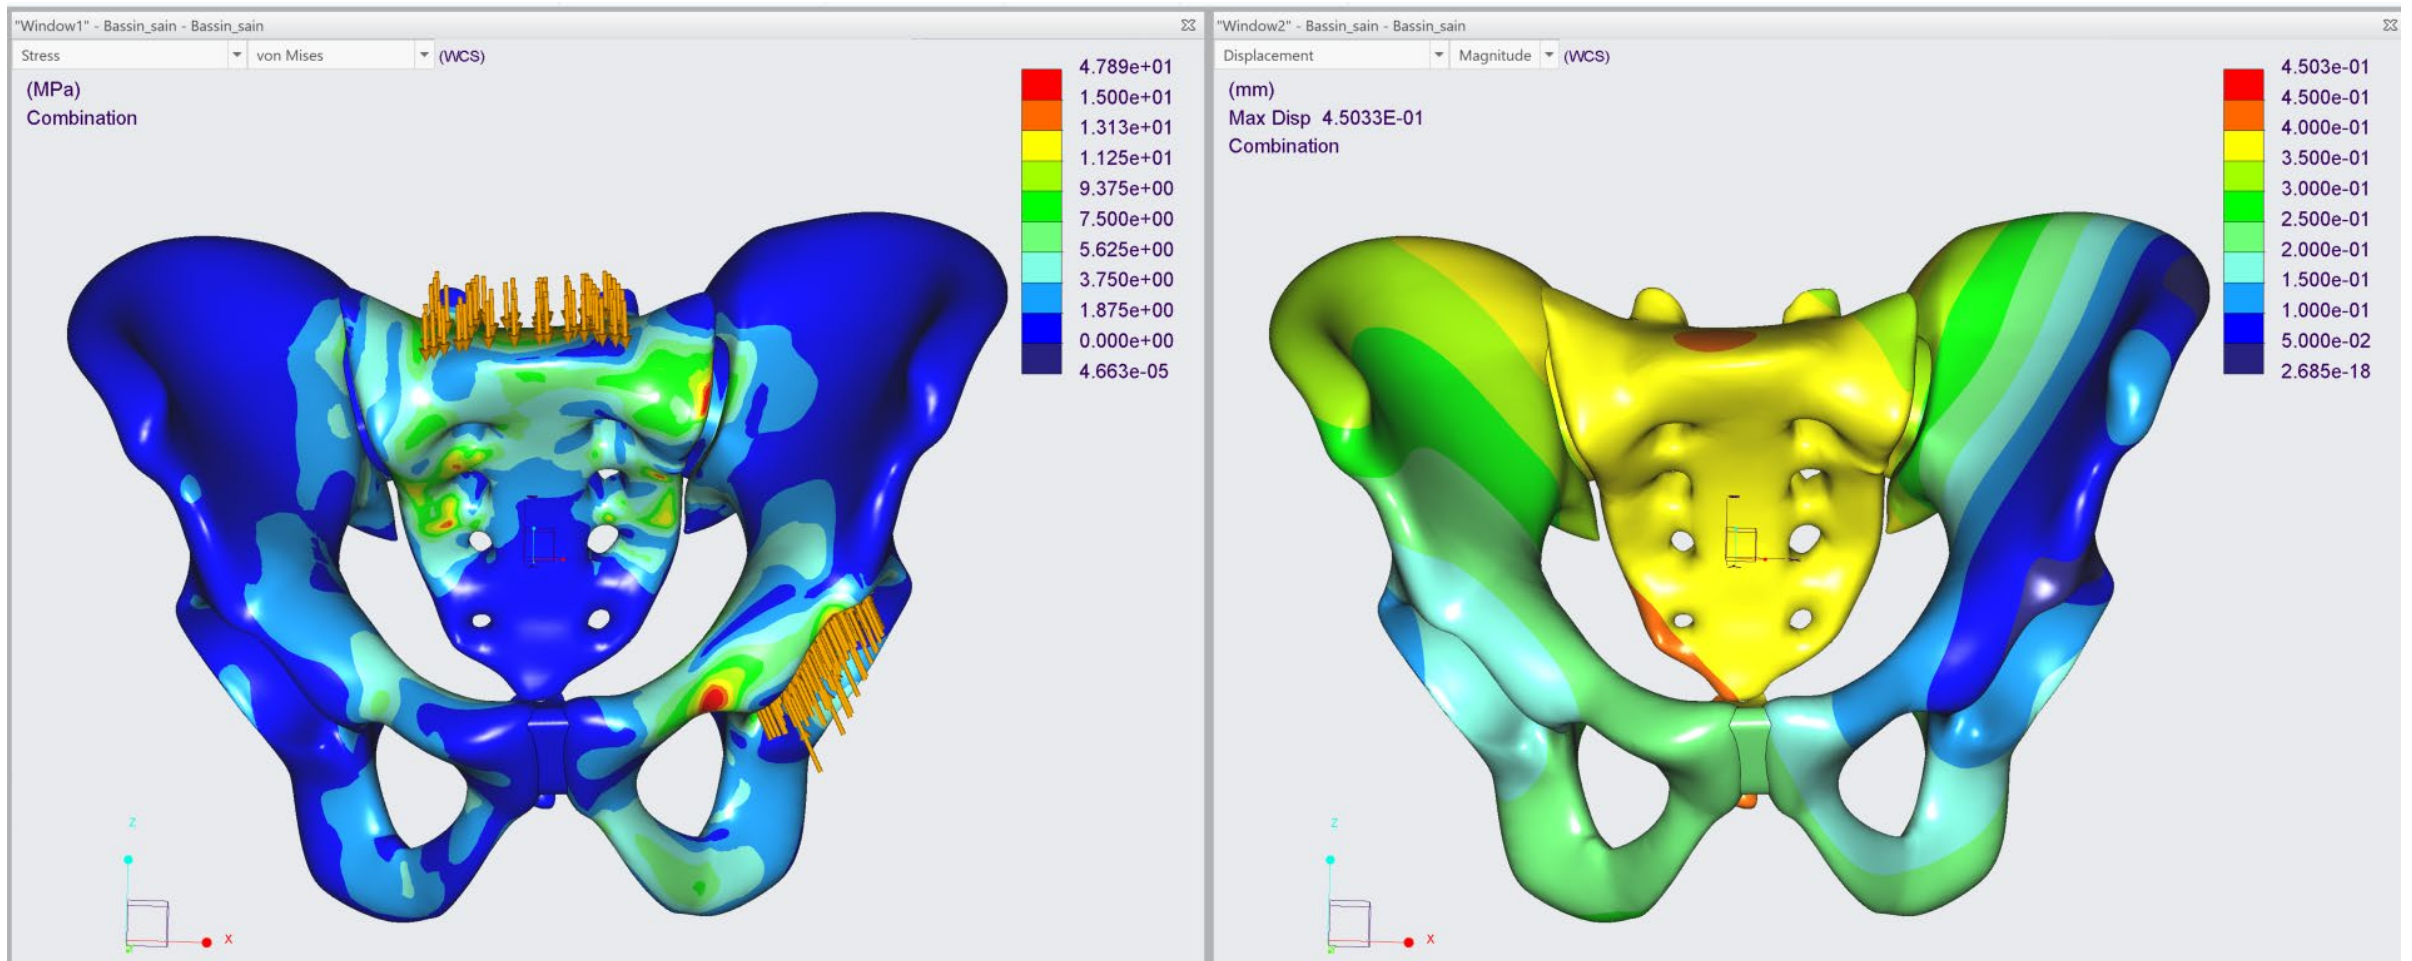 "Window1" - Bassin_sain - Bassin_sain
Stress von Mises (WCS)
(MPa)
Combination
4.789e+01
1.500e+01
1.313e+01
1.125e+01
9.375e+00
7.500e+00
5.625e+00
3.750e+00
1.875e+00
0.000e+00
4.663e-05
Z
X
"Window2" - Bassin_sain - Bassin_sain
Displacement Magnitude (WCS)
(mm)
Max Disp 4.5033E-01
Combination
4.503e-01
4.500e-01
4.000e-01
3.500e-01
3.000e-01
2.500e-01
2.000e-01
1.500e-01
1.000e-01
5.000e-02
2.685e-18
Z
X